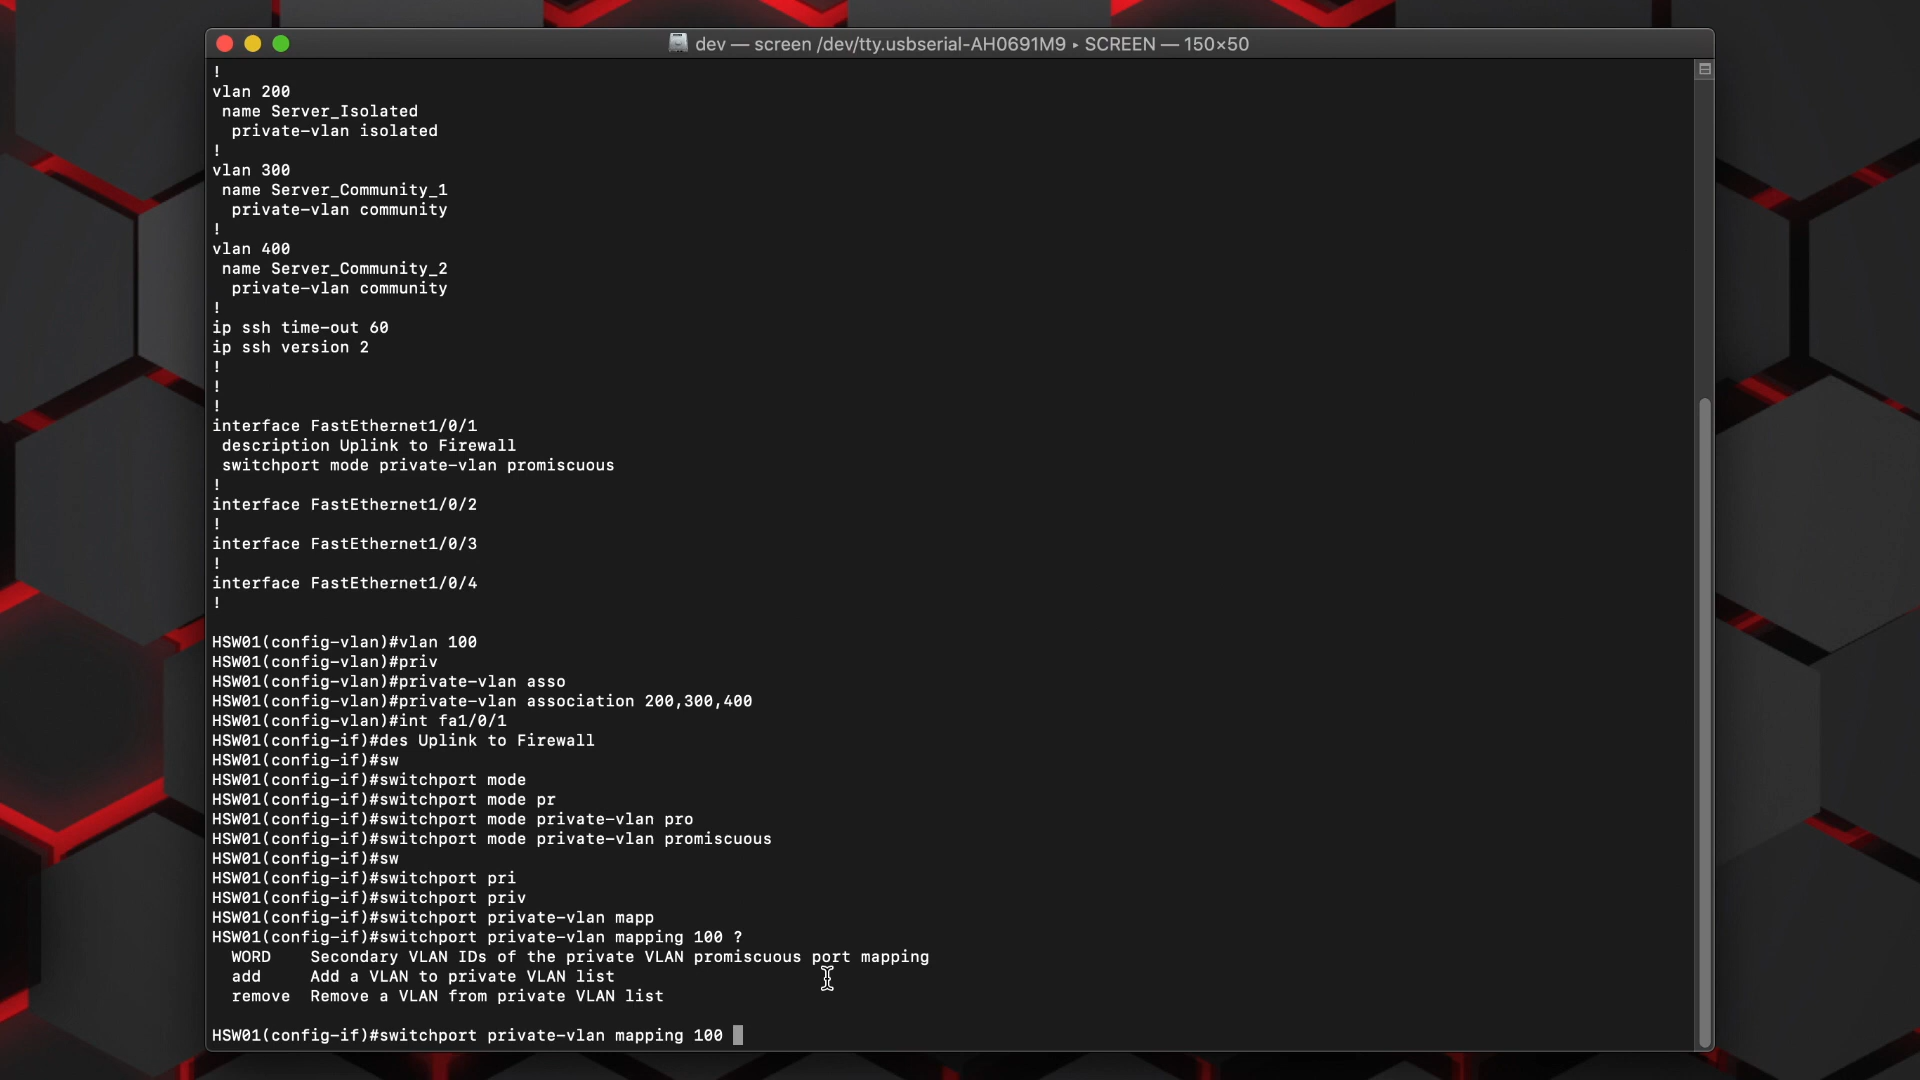 dev — screen /dev/tty.usbserial-AH0691M9 ▸ SCREEN — 150×50
!
vlan 200
 name Server_Isolated
  private-vlan isolated
!
vlan 300
 name Server_Community_1
  private-vlan community
!
vlan 400
 name Server_Community_2
  private-vlan community
!
ip ssh time-out 60
ip ssh version 2
!
!
!
interface FastEthernet1/0/1
 description Uplink to Firewall
 switchport mode private-vlan promiscuous
!
interface FastEthernet1/0/2
!
interface FastEthernet1/0/3
!
interface FastEthernet1/0/4
!
HSW01(config-vlan)#vlan 100
HSW01(config-vlan)#priv
HSW01(config-vlan)#private-vlan asso
HSW01(config-vlan)#private-vlan association 200,300,400
HSW01(config-vlan)#int fa1/0/1
HSW01(config-if)#des Uplink to Firewall
HSW01(config-if)#sw
HSW01(config-if)#switchport mode
HSW01(config-if)#switchport mode pr
HSW01(config-if)#switchport mode private-vlan pro
HSW01(config-if)#switchport mode private-vlan promiscuous
HSW01(config-if)#sw
HSW01(config-if)#switchport pri
HSW01(config-if)#switchport priv
HSW01(config-if)#switchport private-vlan mapp
HSW01(config-if)#switchport private-vlan mapping 100 ?
  WORD    Secondary VLAN IDs of the private VLAN promiscuous port mapping
  add     Add a VLAN to private VLAN list
  remove  Remove a VLAN from private VLAN list
HSW01(config-if)#switchport private-vlan mapping 100